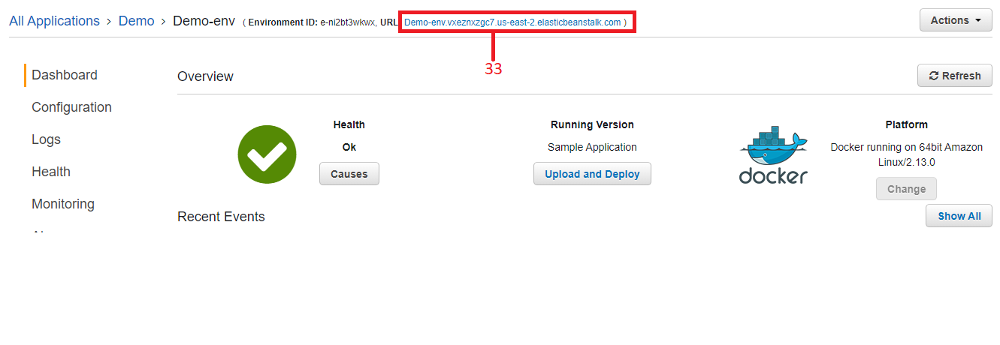 All Applications > Demo > Demo-env ( Environment ID: e-ni2bt3wkwx, URL: Demo-env.vxeznxzgc7.us-east-2.elasticbeanstalk.com )
Actions
33
Dashboard
Configuration
Logs
Health
Monitoring
Overview
Refresh
Health
Ok
Causes
Running Version
Sample Application
Upload and Deploy
docker
Platform
Docker running on 64bit Amazon
Linux/2.13.0
Change
Recent Events
Show All